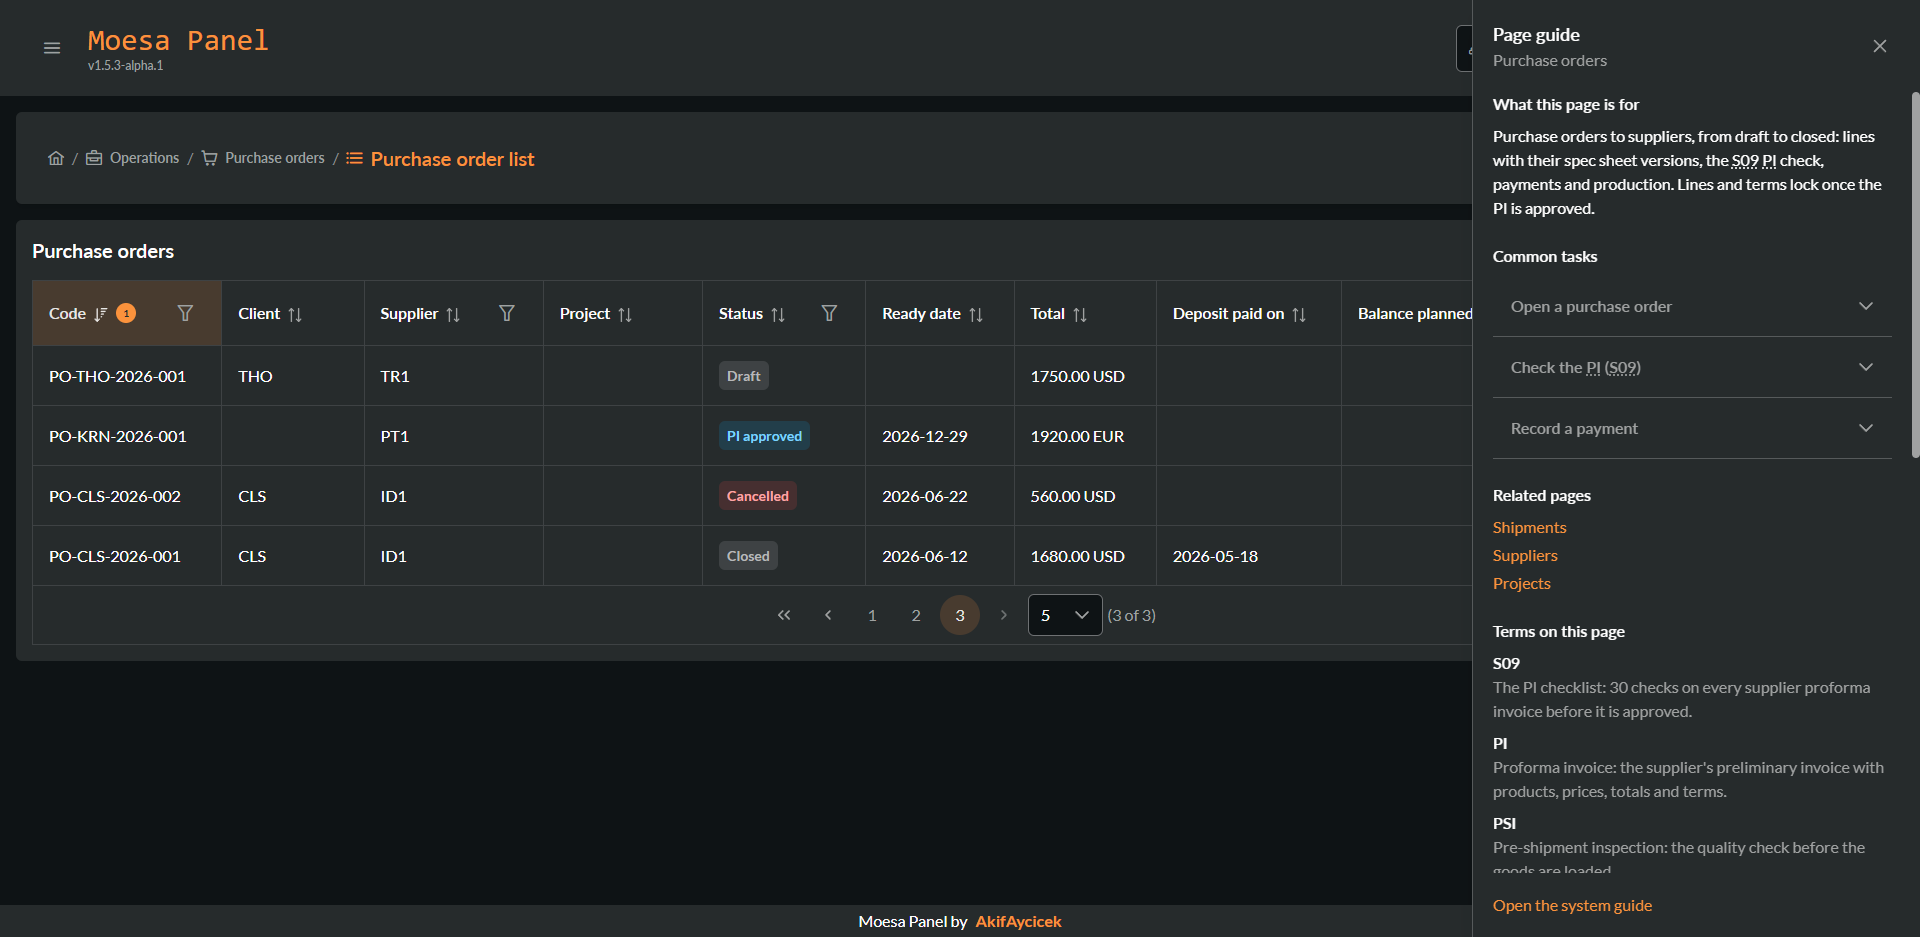 Moesa Panel
v1.5.3-alpha.1
/ Operations / Purchase orders / Purchase order list
Purchase orders
Code 1 Client Supplier Project Status Ready date Total Deposit paid on Balance planned
PO-THO-2026-001 THO TR1 Draft 1750.00 USD
PO-KRN-2026-001 PT1 PI approved 2026-12-29 1920.00 EUR
PO-CLS-2026-002 CLS ID1 Cancelled 2026-06-22 560.00 USD
PO-CLS-2026-001 CLS ID1 Closed 2026-06-12 1680.00 USD 2026-05-18
« ‹ 1 2 3 › 5 (3 of 3)
Moesa Panel by AkifAycicek
Page guide
Purchase orders
What this page is for
Purchase orders to suppliers, from draft to closed: lines
with their spec sheet versions, the S09 PI check,
payments and production. Lines and terms lock once the
PI is approved.
Common tasks
Open a purchase order
Check the PI (S09)
Record a payment
Related pages
Shipments
Suppliers
Projects
Terms on this page
S09
The PI checklist: 30 checks on every supplier proforma
invoice before it is approved.
PI
Proforma invoice: the supplier's preliminary invoice with
products, prices, totals and terms.
PSI
Pre-shipment inspection: the quality check before the
goods are loaded
Open the system guide